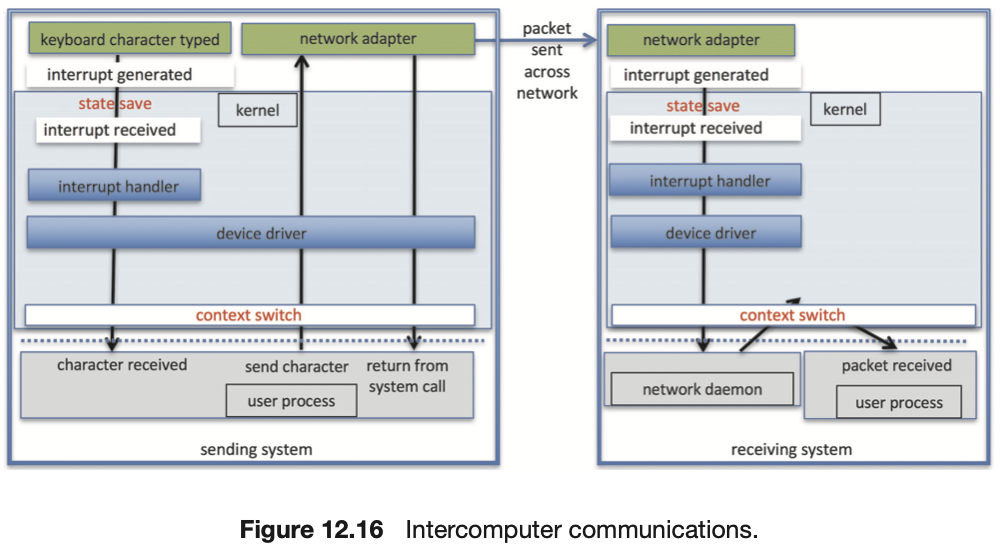 keyboard character typed
network adapter
interrupt generated
state save
kernel
interrupt received
interrupt handler
device driver
context switch
character received
send character
return from
system call
user process
sending system
packet
sent
across
network
network adapter
interrupt generated
state save
kernel
interrupt received
interrupt handler
device driver
context switch
network daemon
packet received
user process
receiving system
Figure 12.16 Intercomputer communications.